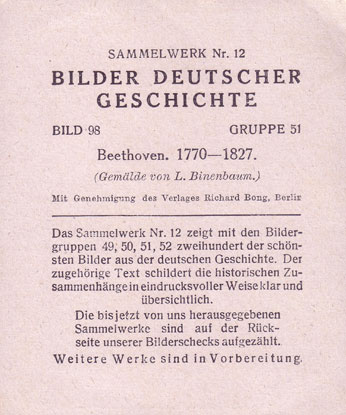 SAMMELWERK Nr. 12
BILDER DEUTSCHER
GESCHICHTE
BILD 98 GRUPPE 51
Beethoven. 1770—1827.
(Gemälde von L. Binenbaum.)
Mit Genehmigung des Verlages Richard Bong, Berlin
Das Sammelwerk Nr. 12 zeigt mit den Bilder-
gruppen 49, 50, 51, 52 zweihundert der schön-
sten Bilder aus der deutschen Geschichte. Der
zugehörige Text schildert die historischen Zu-
sammenhänge in eindrucksvoller Weise klar und
übersichtlich.
Die bis jetzt von uns herausgegebenen
Sammelwerke sind auf der Rück-
seite unserer Bilderschecks aufgezählt.
Weitere Werke sind in Vorbereitung.